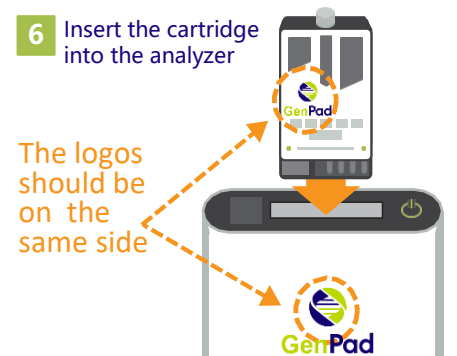 6 Insert the cartridge
into the analyzer
GenPad
The logos
should be
on the
same side
GenPad